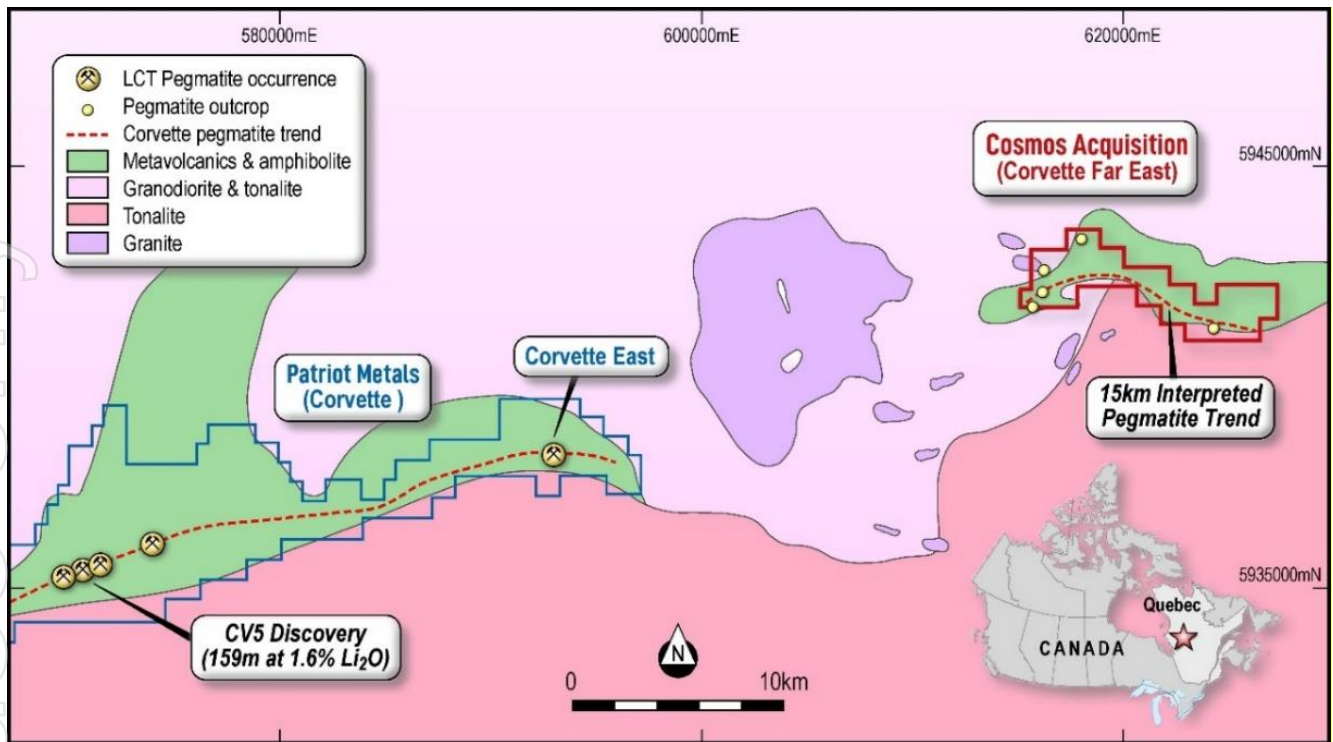 580000mE
600000mE
620000mE
LCT Pegmatite occurrence
Pegmatite outcrop
Corvette pegmatite trend
Metavolcanics & amphibolite
Granodiorite & tonalite
Tonalite
Granite
Cosmos Acquisition
(Corvette Far East)
5945000mN
Corvette East
Patriot Metals
(Corvette )
15km Interpreted
Pegmatite Trend
5935000mN
CV5 Discovery
(159m at 1.6% Li₂O)
N
0 10km
Quebec
CANADA